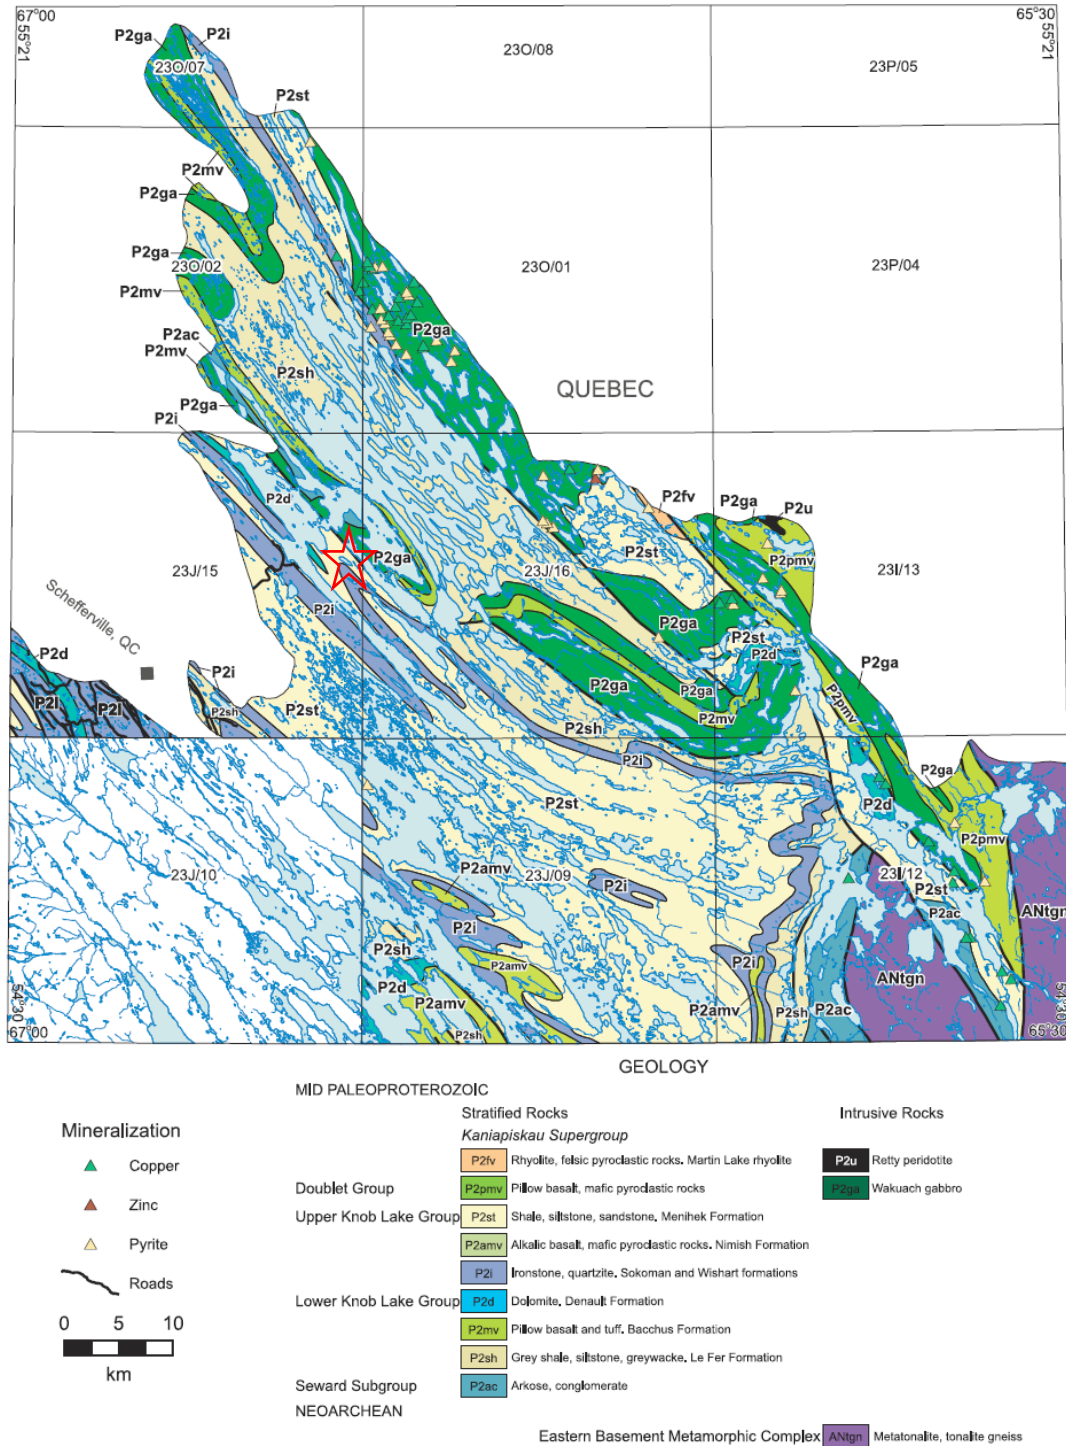 67°00
65°30
55°21
55°21
P2ga
P2i
23O/08
23O/07
23P/05
P2st
P2mv
P2ga
P2ga
23O/02
23O/01
23P/04
P2mv
P2ac
P2mv
P2ga
P2sh
QUEBEC
P2ga
P2i
P2d
P2fv
P2ga
P2u
P2st
P2ga
P2pmv
23J/15
23J/16
23I/13
Schefferville, QC
P2i
P2ga
P2st
P2d
P2d
P2i
P2ga
P2ga
P2ga
P2l
P2l
P2sh
P2st
P2mv
P2pmv
P2sh
P2i
P2st
P2ga
P2d
P2pmv
23J/10
P2amv
23J/09
P2i
23I/12
P2st
P2ac
ANtgn
P2i
P2sh
P2amv
P2i
ANtgn
P2d
P2amv
P2amv
P2sh
P2ac
P2sh
54°30
54°30
67°00
65°30
GEOLOGY
MID PALEOPROTEROZOIC
Stratified Rocks
Intrusive Rocks
Kaniapiskau Supergroup
Mineralization
P2fv Rhyolite, felsic pyroclastic rocks. Martin Lake rhyolite
P2u Retty peridotite
Copper
Doublet Group P2pmv Pillow basalt, mafic pyroclastic rocks
P2ga Wakuach gabbro
Zinc
Upper Knob Lake Group P2st Shale, siltstone, sandstone. Menihek Formation
Pyrite
P2amv Alkalic basalt, mafic pyroclastic rocks. Nimish Formation
Roads
P2i Ironstone, quartzite. Sokoman and Wishart formations
Lower Knob Lake Group P2d Dolomite. Denault Formation
0 5 10
P2mv Pillow basalt and tuff. Bacchus Formation
km
P2sh Grey shale, siltstone, greywacke. Le Fer Formation
Seward Subgroup P2ac Arkose, conglomerate
NEOARCHEAN
Eastern Basement Metamorphic Complex ANtgn Metatonalite, tonalite gneiss